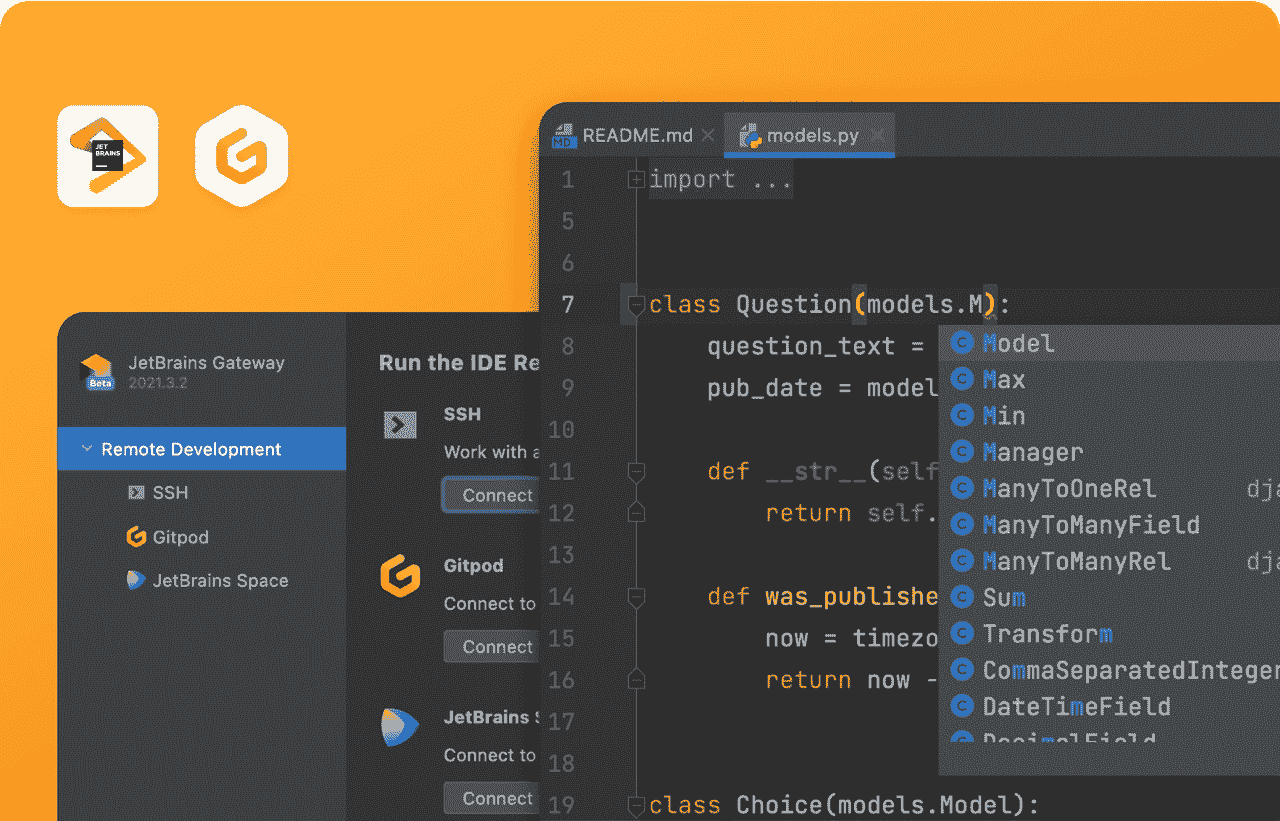 JET
BRAINS
JetBrains Gateway
2021.3.2
Beta
Remote Development
SSH
Gitpod
JetBrains Space
Run the IDE Re
SSH
Work with a
Connect
Gitpod
Connect to
Connect
JetBrains S
Connect to
Connect
MD README.md models.py
1 import ...
5
6
7 class Question(models.M):
8 question_text =
9 pub_date = model
10
11 def __str__(self
12 return self.
13
14 def was_publishe
15 now = timezo
16 return now -
17
18
19 class Choice(models.Model):
C Model
C Max
C Min
C Manager
C ManyToOneRel dja
C ManyToManyField
C ManyToManyRel dja
C Sum
C Transform
C CommaSeparatedInteger
C DateTimeField
C DecimalField